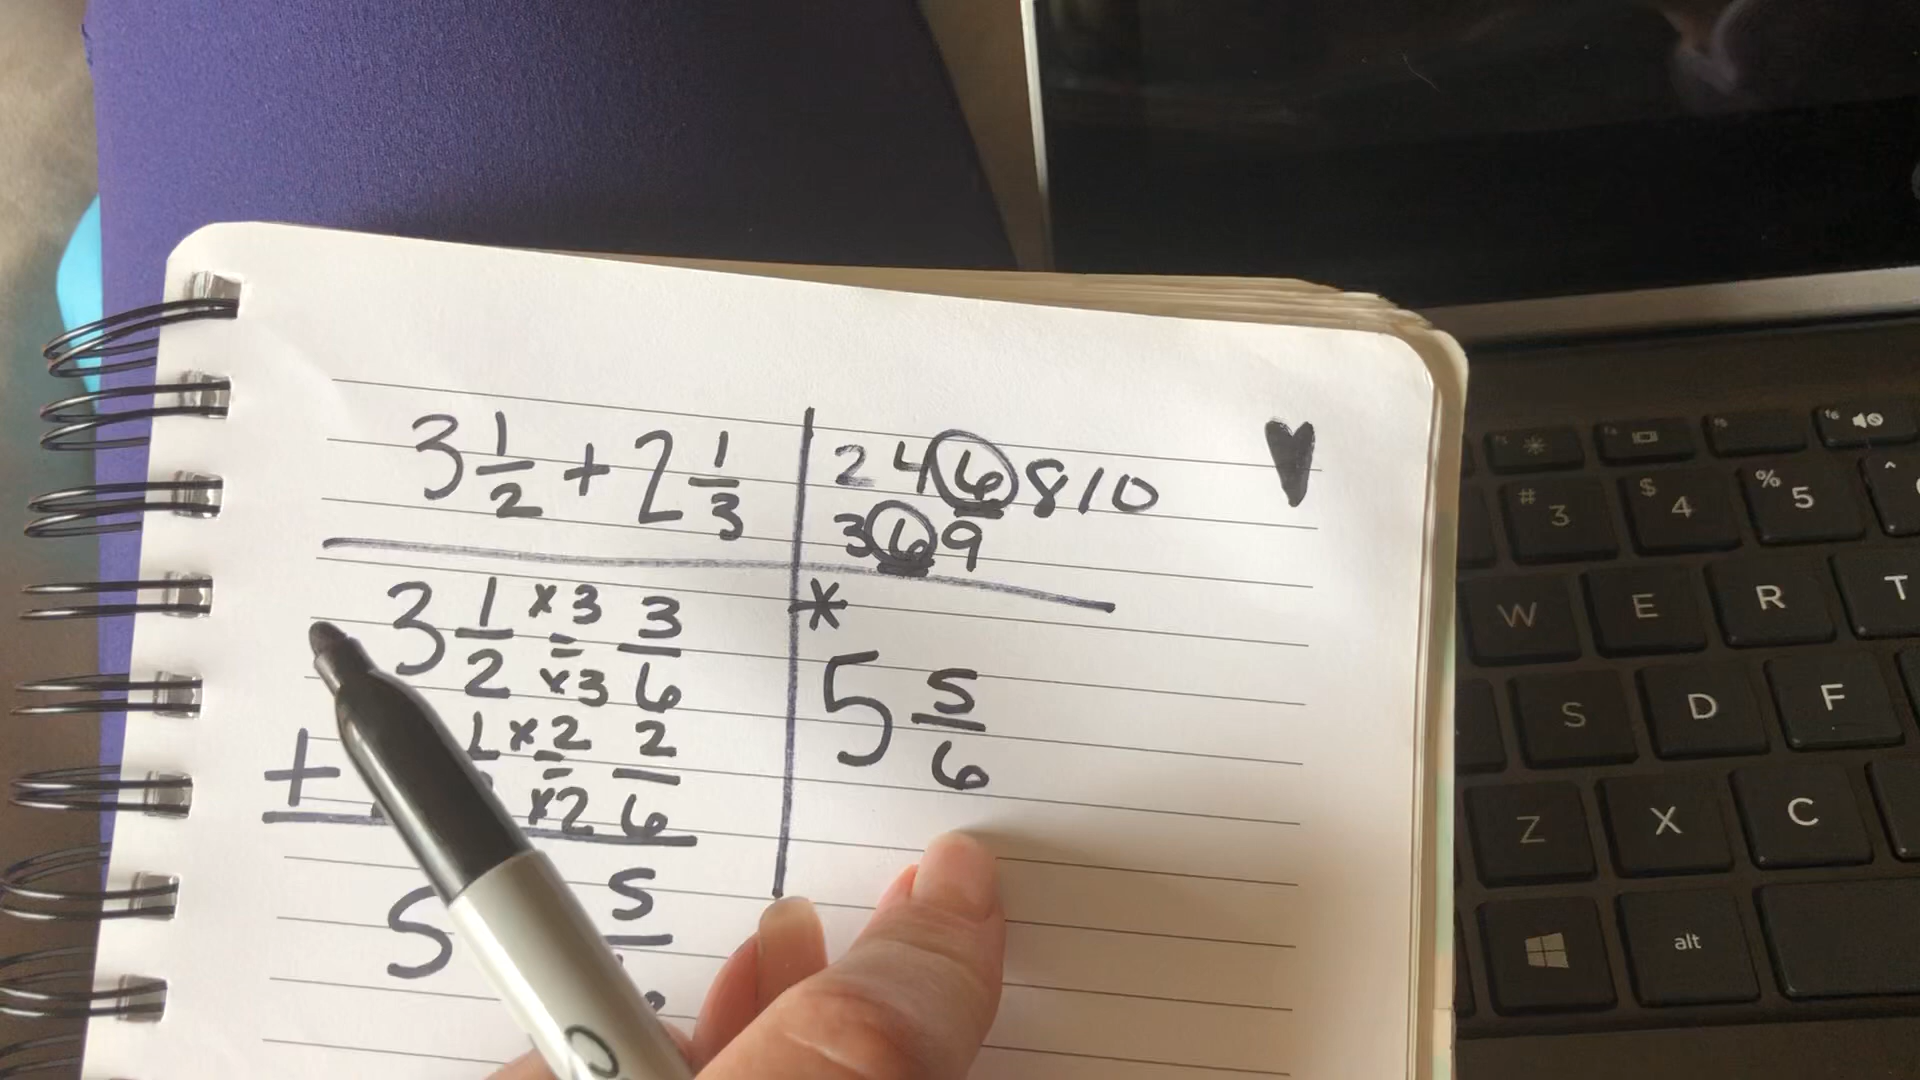 3 1/2 + 2 1/3
2 4 6 8 10
3 6 9
3 1/2 ×3 = ×3 3/6
+ 1 ×2 = ×2 2/6
5 5
*
5 5/6
# 3
$ 4
% 5
^
W E R T
S D F
Z X C
alt